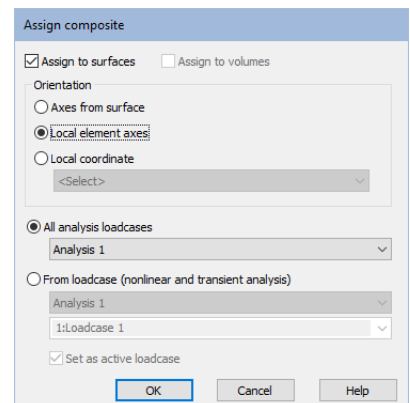 Assign composite
Assign to surfaces Assign to volumes
Orientation
Axes from surface
Local element axes
Local coordinate
<Select>
All analysis loadcases
Analysis 1
From loadcase (nonlinear and transient analysis)
Analysis 1
1:Loadcase 1
Set as active loadcase
OK Cancel Help